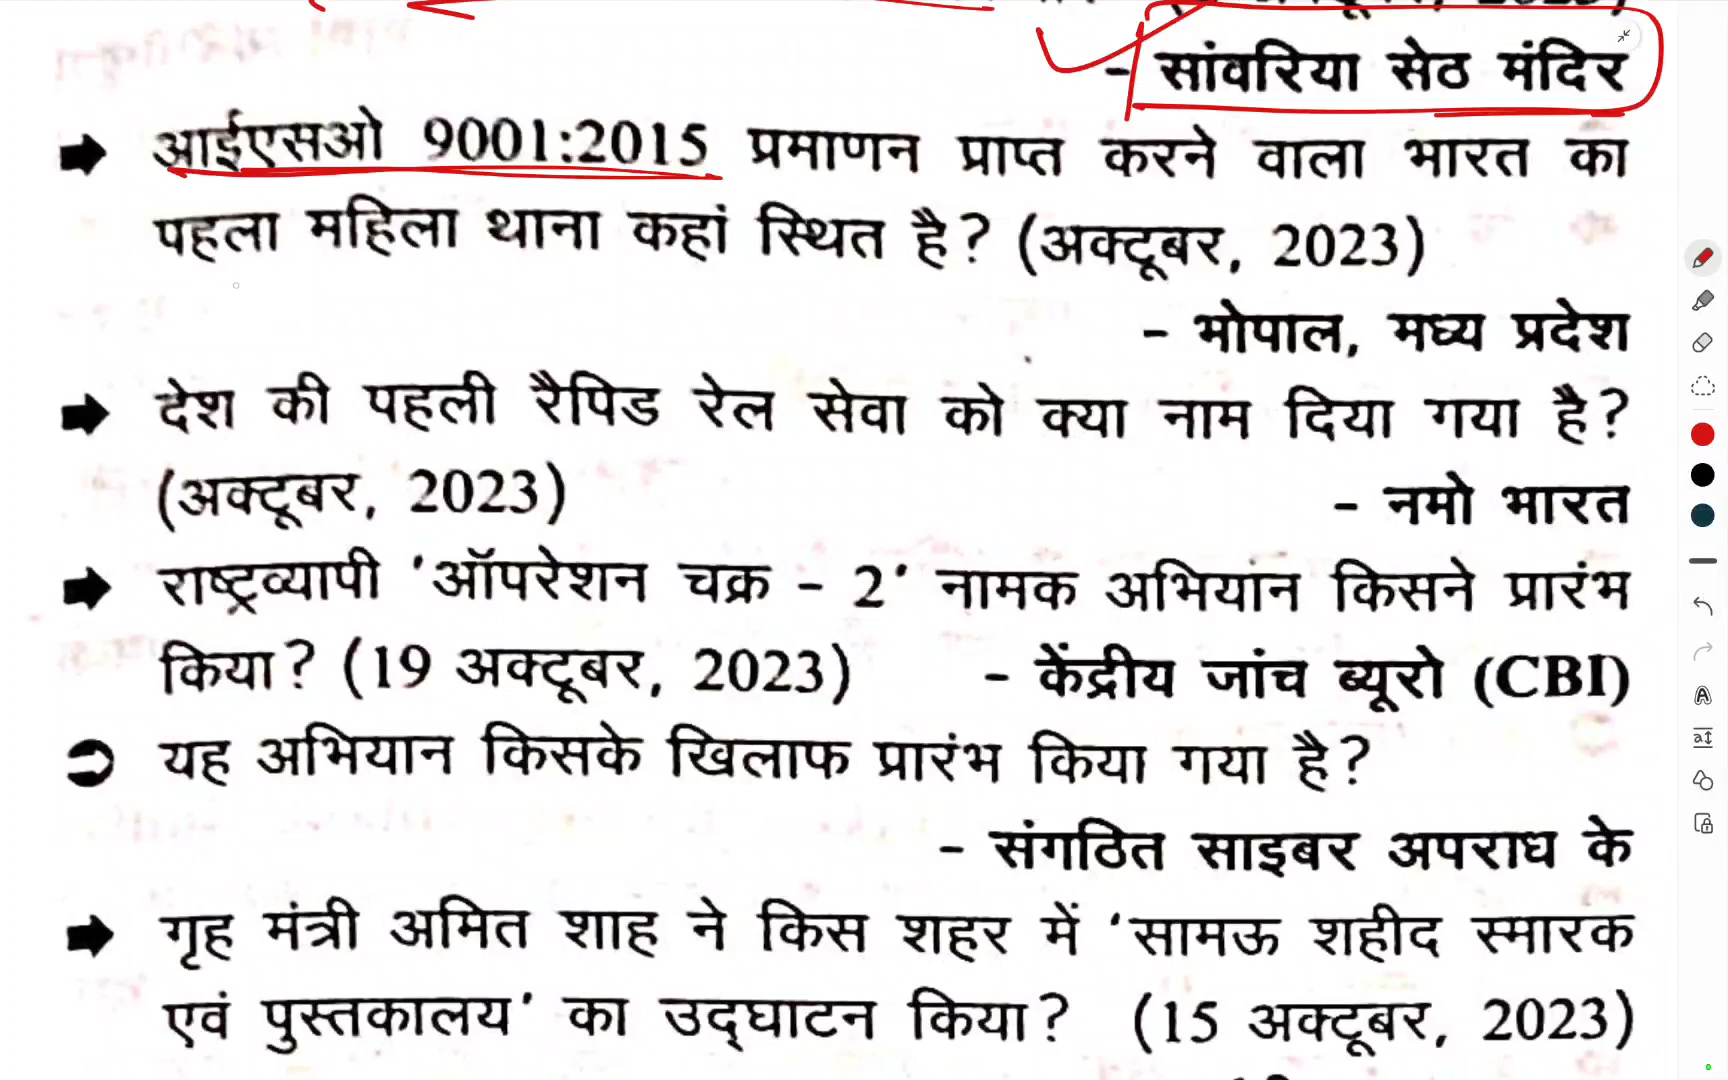 - सांवरिया सेठ मंदिर
आईएसओ 9001:2015 प्रमाणन प्राप्त करने वाला भारत का
पहला महिला थाना कहां स्थित है? (अक्टूबर, 2023)
- भोपाल, मध्य प्रदेश
देश की पहली रैपिड रेल सेवा को क्या नाम दिया गया है?
(अक्टूबर, 2023) - नमो भारत
राष्ट्रव्यापी 'ऑपरेशन चक्र - 2' नामक अभियान किसने प्रारंभ
किया? (19 अक्टूबर, 2023) - केंद्रीय जांच ब्यूरो (CBI)
यह अभियान किसके खिलाफ प्रारंभ किया गया है?
- संगठित साइबर अपराध के
गृह मंत्री अमित शाह ने किस शहर में 'सामऊ शहीद स्मारक
एवं पुस्तकालय' का उद्घाटन किया? (15 अक्टूबर, 2023)